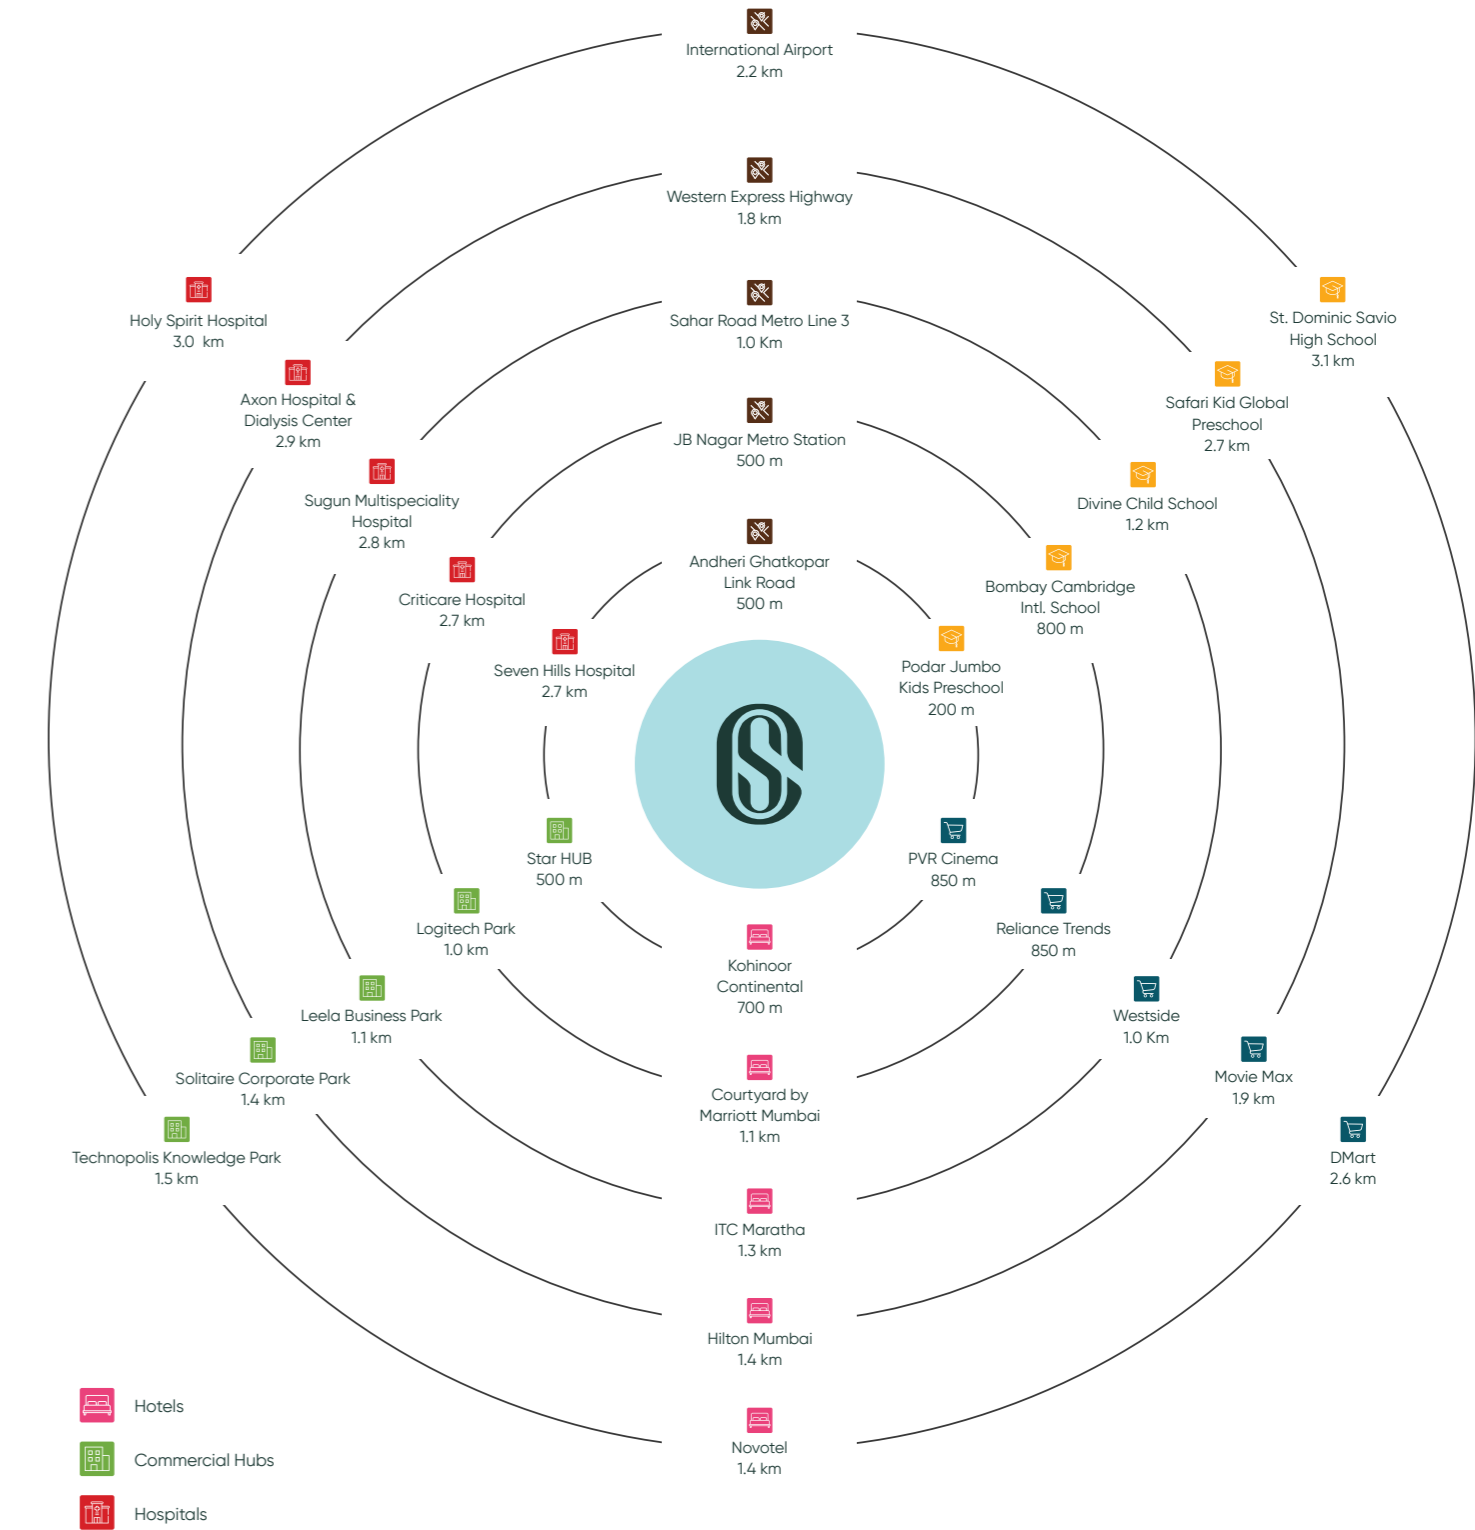 International Airport
2.2 km
Western Express Highway
1.8 km
Sahar Road Metro Line 3
1.0 Km
JB Nagar Metro Station
500 m
Andheri Ghatkopar
Link Road
500 m
Holy Spirit Hospital
3.0 km
Axon Hospital &
Dialysis Center
2.9 km
Sugun Multispeciality
Hospital
2.8 km
Criticare Hospital
2.7 km
Seven Hills Hospital
2.7 km
St. Dominic Savio
High School
3.1 km
Safari Kid Global
Preschool
2.7 km
Divine Child School
1.2 km
Bombay Cambridge
Intl. School
800 m
Podar Jumbo
Kids Preschool
200 m
Star HUB
500 m
Logitech Park
1.0 km
Leela Business Park
1.1 km
Solitaire Corporate Park
1.4 km
Technopolis Knowledge Park
1.5 km
PVR Cinema
850 m
Reliance Trends
850 m
Westside
1.0 Km
Movie Max
1.9 km
DMart
2.6 km
Kohinoor
Continental
700 m
Courtyard by
Marriott Mumbai
1.1 km
ITC Maratha
1.3 km
Hilton Mumbai
1.4 km
Novotel
1.4 km
Hotels
Commercial Hubs
Hospitals